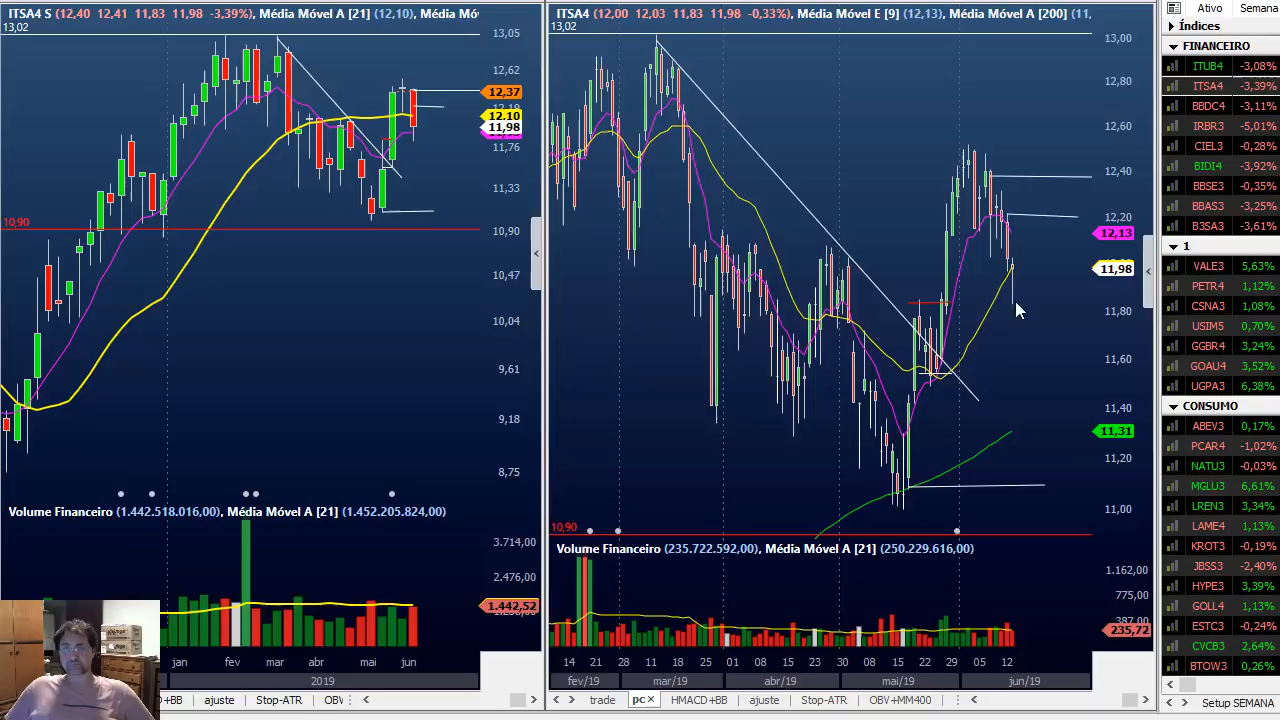 ITSA4 S (12,40 12,41 11,83 11,98 -3,39%), Média Móvel A [21] (12,10), Média Mó
13,02
13,05
12,62
12,37
12,19
12,10
11,98
11,76
11,33
10,90
10,90
10,47
10,04
9,61
9,18
8,75
Volume Financeiro (1.442.518.016,00), Média Móvel A [21] (1.452.205.824,00)
3.714,00
2.476,00
1.442,52
jan fev mar abr mai jun
2019
+BB ajuste Stop-ATR OBV
ITSA4 (12,00 12,03 11,83 11,98 -0,33%), Média Móvel E [9] (12,13), Média Móvel A [200] (11,
13,02
13,00
12,80
12,60
12,40
12,20
12,13
11,98
11,80
11,60
11,40
11,31
11,20
11,00
10,90
Volume Financeiro (235.722.592,00), Média Móvel A [21] (250.229.616,00)
1.162,00
775,00
387,00
235,72
14 21 28 11 18 25 01 08 15 23 30 08 15 22 29 05 12
fev/19 mar/19 abr/19 mai/19 jun/19
trade pc HMACD+BB ajuste Stop-ATR OBV+MM400
Ativo Semana
Índices
FINANCEIRO
ITUB4 -3,08%
ITSA4 -3,39%
BBDC4 -3,11%
IRBR3 -5,01%
CIEL3 -0,28%
BIDI4 -3,92%
BBSE3 -0,35%
BBAS3 -3,25%
B3SA3 -3,61%
1
VALE3 5,63%
PETR4 1,12%
CSNA3 1,08%
USIM5 0,70%
GGBR4 3,24%
GOAU4 3,52%
UGPA3 6,38%
CONSUMO
ABEV3 0,17%
PCAR4 -1,02%
NATU3 -0,03%
MGLU3 6,61%
LREN3 3,34%
LAME4 1,13%
KROT3 -0,19%
JBSS3 -2,40%
HYPE3 3,39%
GOLL4 1,13%
ESTC3 -0,24%
CVCB3 2,64%
BTOW3 0,26%
Setup SEMANA